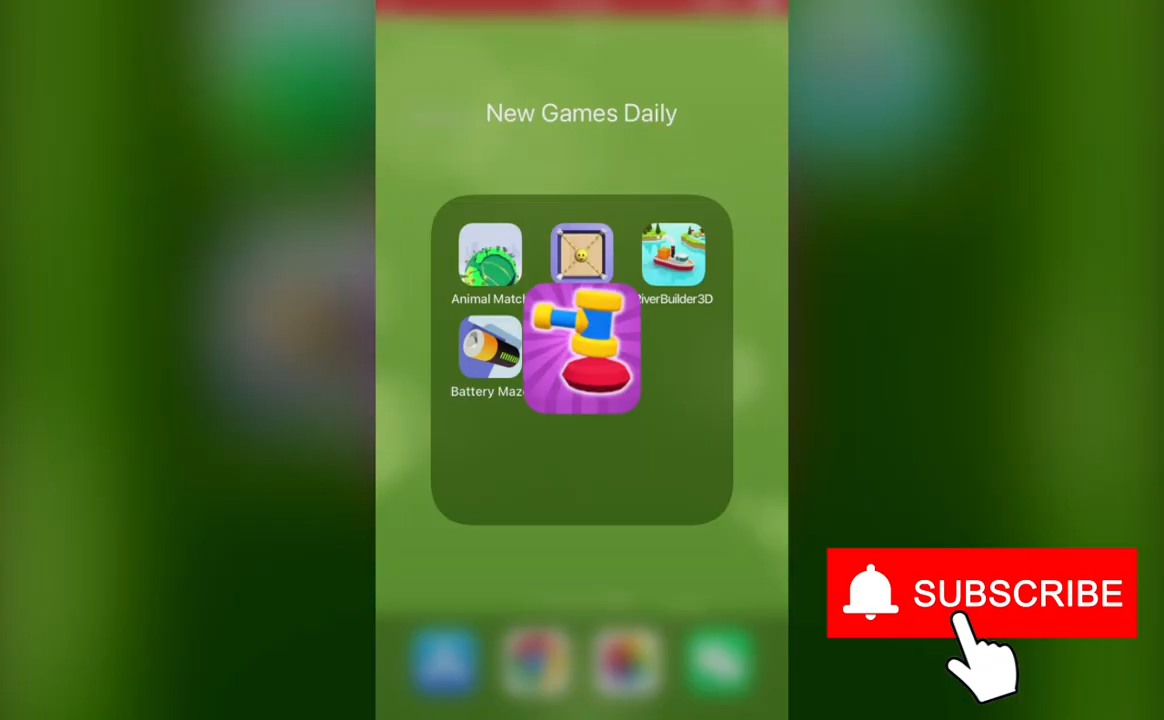 New Games Daily
Animal Match
RiverBuilder3D
Battery Maze
SUBSCRIBE